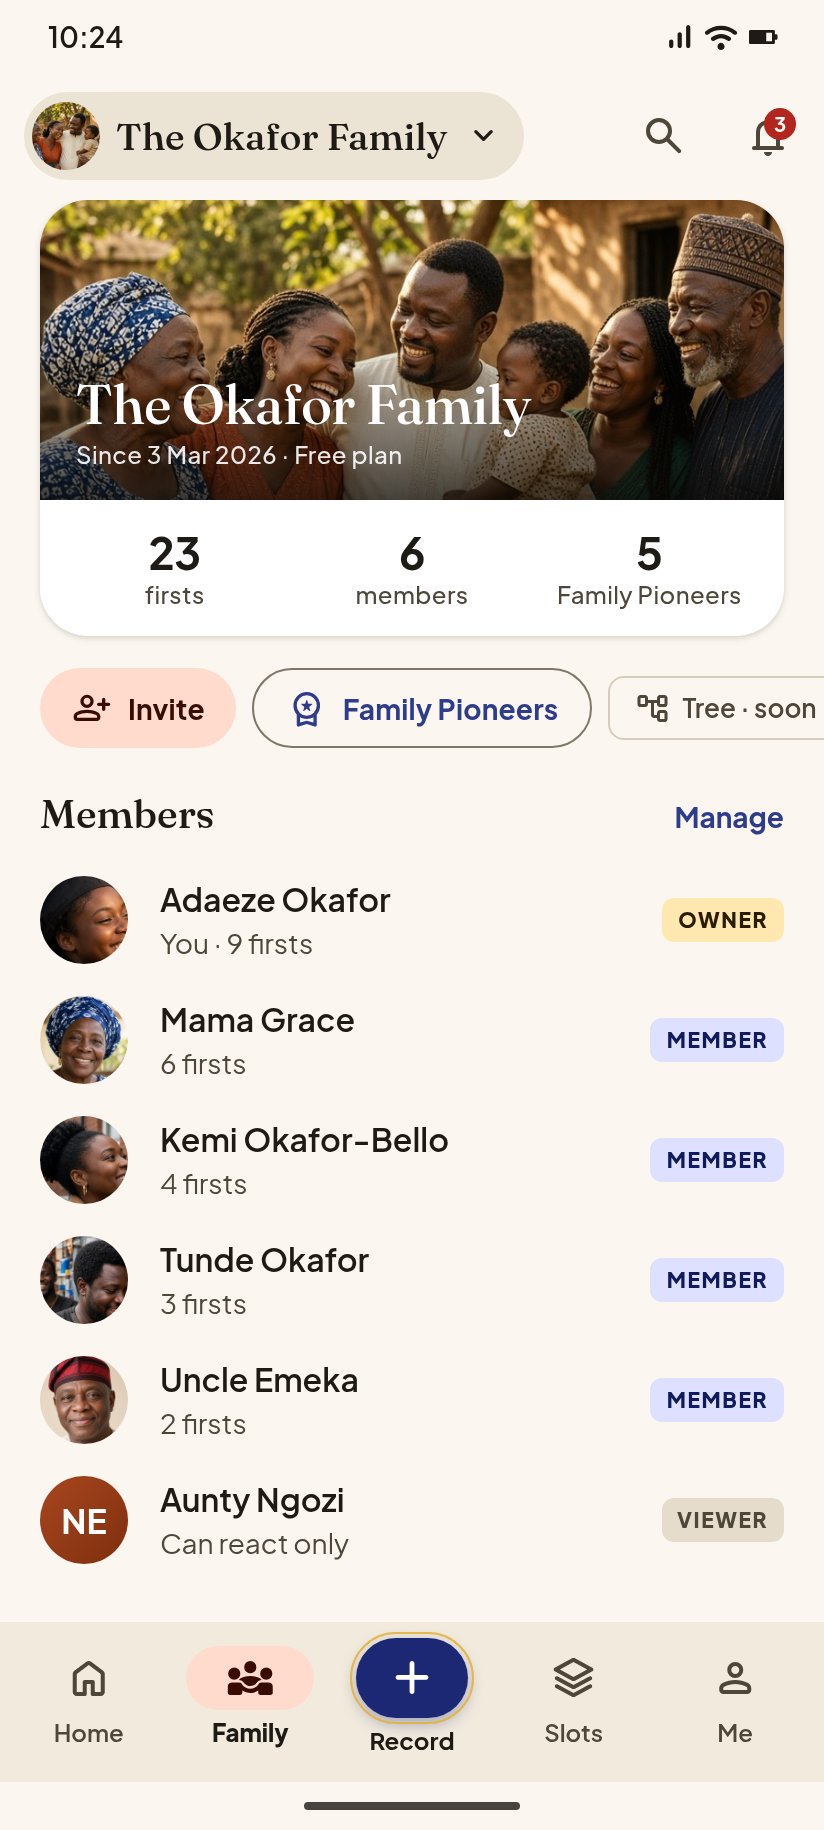 10:24
The Okafor Family
3
The Okafor Family
Since 3 Mar 2026 · Free plan
23
firsts
6
members
5
Family Pioneers
Invite
Family Pioneers
Tree · soon
Members
Manage
Adaeze Okafor
You · 9 firsts
OWNER
Mama Grace
6 firsts
MEMBER
Kemi Okafor-Bello
4 firsts
MEMBER
Tunde Okafor
3 firsts
MEMBER
Uncle Emeka
2 firsts
MEMBER
NE
Aunty Ngozi
Can react only
VIEWER
Home
Family
Record
Slots
Me